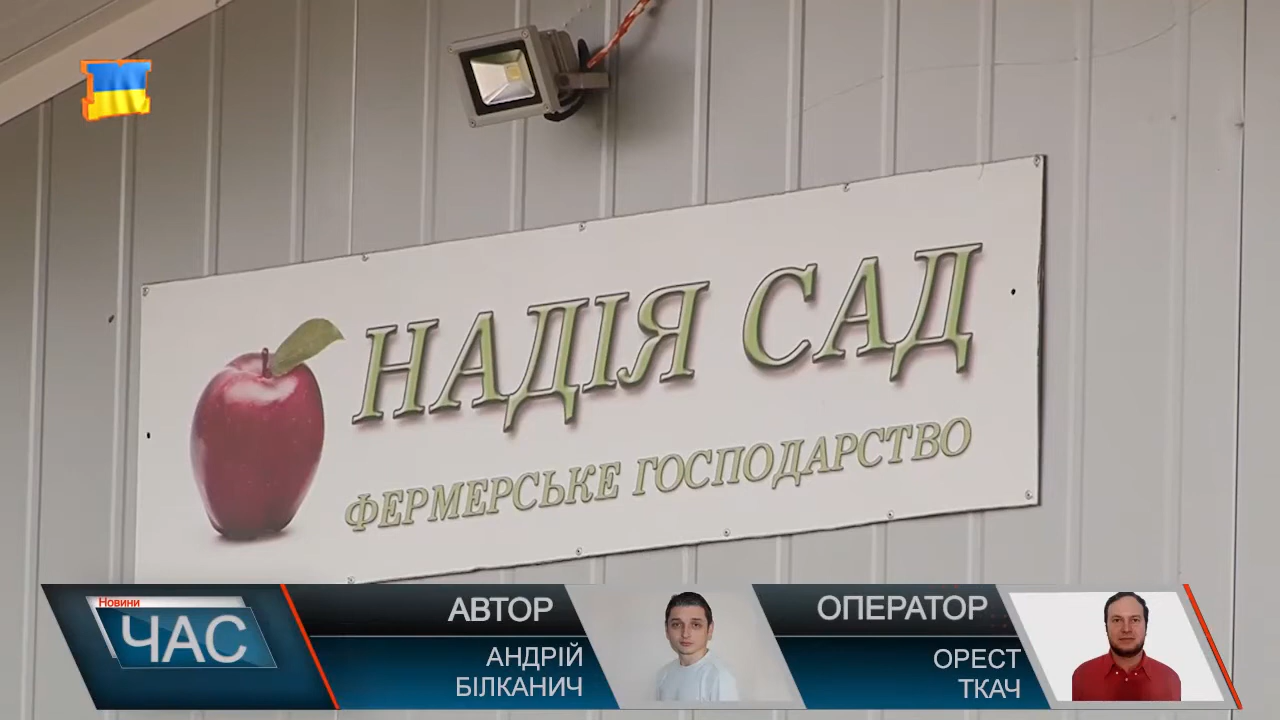 НАДІЯ САД
ФЕРМЕРСЬКЕ ГОСПОДАРСТВО
Новини
ЧАС
АВТОР
АНДРІЙ
БІЛКАНИЧ
ОПЕРАТОР
ОРЕСТ
ТКАЧ